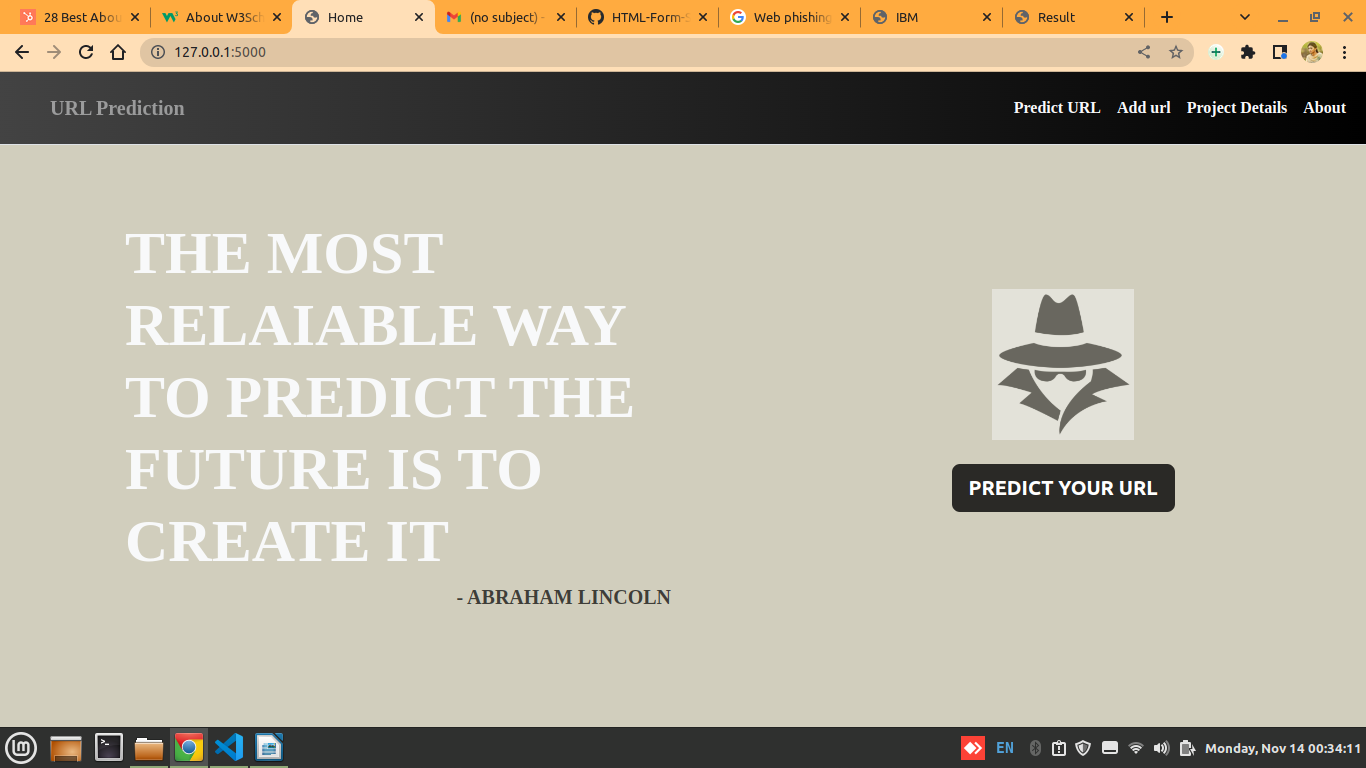 28 Best Abou
About W3Sch
Home
(no subject) -
HTML-Form-S
Web phishing
IBM
Result
127.0.0.1:5000
URL Prediction
Predict URL
Add url
Project Details
About
THE MOST
RELAIABLE WAY
TO PREDICT THE
FUTURE IS TO
CREATE IT
- ABRAHAM LINCOLN
PREDICT YOUR URL
EN
Monday, Nov 14 00:34:11